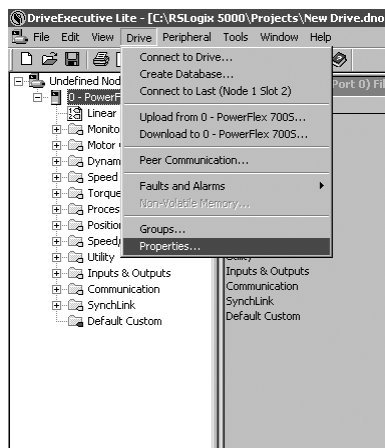 DriveExecutive Lite - [C:\RSLogix 5000\Projects\New Drive.dno
File Edit View Drive Peripheral Tools Window Help
Connect to Drive...
Create Database...
Connect to Last (Node 1 Slot 2)
Upload from 0 - PowerFlex 700S...
Download to 0 - PowerFlex 700S...
Peer Communication...
Faults and Alarms
Non-Volatile Memory...
Groups...
Properties...
Undefined Nod
0 - PowerF
Linear
Monito
Motor
Dynam
Speed
Torque
Proces
Position
Speed/
Utility
Inputs & Outputs
Communication
SynchLink
Default Custom
Port 0) Fil
Utility
Inputs & Outputs
Communication
SynchLink
Default Custom